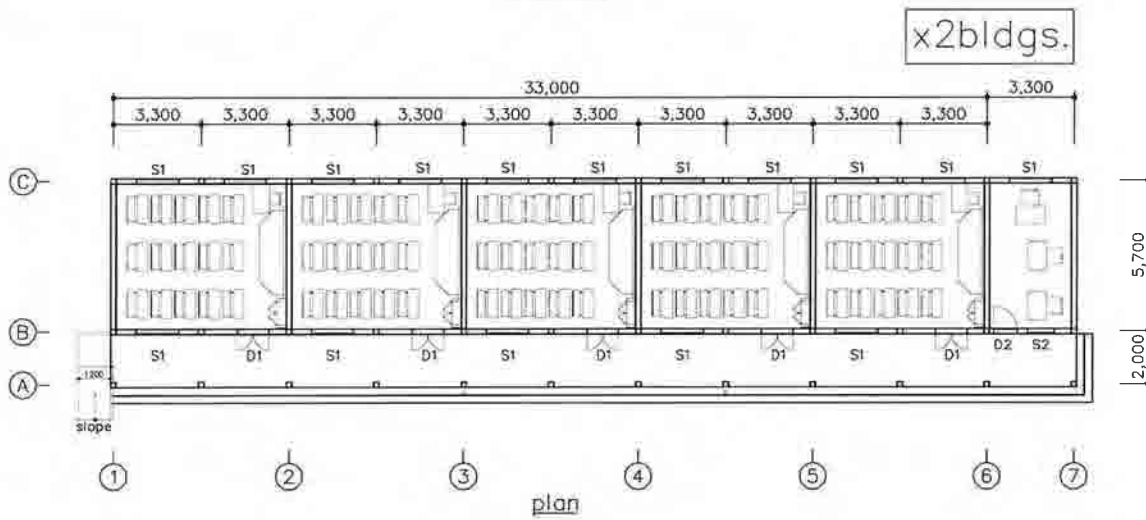 x2bldgs.
33,000 3,300
3,300 3,300 3,300 3,300 3,300 3,300 3,300 3,300 3,300 3,300
S1 S1 S1 S1 S1 S1 S1 S1 S1 S1 S1
C
5,700
B
S1 D1 S1 D1 S1 D1 S1 D1 S1 D1 D2 S2
2,000
1200
A
slope
1 2 3 4 5 6 7
plan